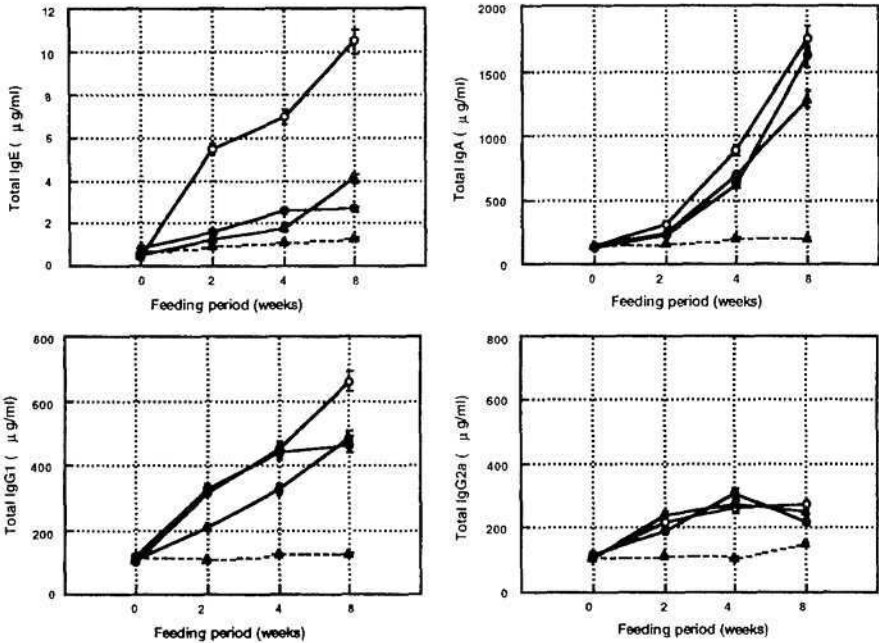 Total IgE ( μg/ml)
12
10
8
6
4
2
0
0 2 4 8
Feeding period (weeks)
Total IgA ( μg/ml)
2000
1500
1000
500
0
0 2 4 8
Feeding period (weeks)
Total IgG1 ( μg/ml)
800
600
400
200
0
0 2 4 8
Feeding period (weeks)
Total IgG2a ( μg/ml)
800
600
400
200
0
0 2 4 8
Feeding period (weeks)